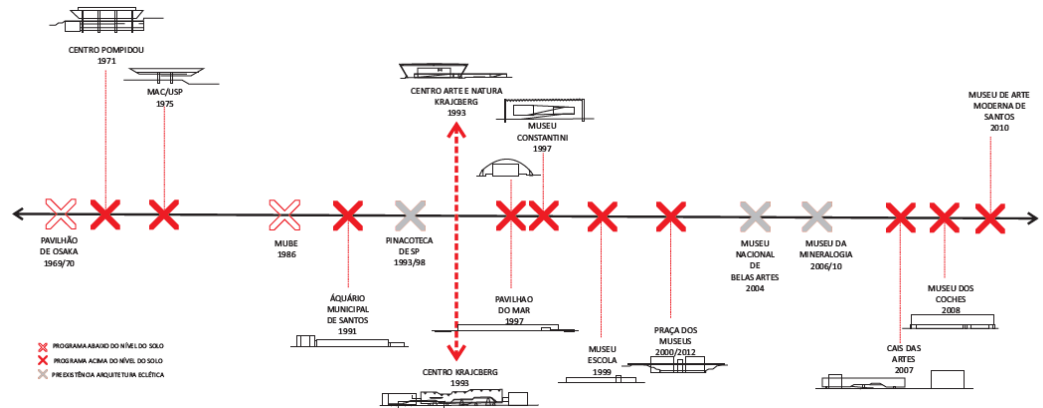 CENTRO POMPIDOU
1971
MAC/USP
1975
CENTRO ARTE E NATURA
KRAJCBERG
1993
MUSEU
CONSTANTINI
1997
MUSEU DE ARTE
MODERNA DE
SANTOS
2010
PAVILHÃO
DE OSAKA
1969/70
MUBE
1986
ÁQUÁRIO
MUNICIPAL
DE SANTOS
1991
PINACOTECA
DE SP
1993/98
CENTRO KRAJCBERG
1993
PAVILHAO
DO MAR
1997
MUSEU
ESCOLA
1999
PRAÇA DOS
MUSEUS
2000/2012
MUSEU
NACIONAL
DE
BELAS ARTES
2004
MUSEU DA
MINERALOGIA
2006/10
CAIS DAS
ARTES
2007
MUSEU DOS
COCHES
2008
PROGRAMA ABAIXO DO NÍVEL DO SOLO
PROGRAMA ACIMA DO NÍVEL DO SOLO
PREEXISTÊNCIA ARQUITETURA ECLÉTICA